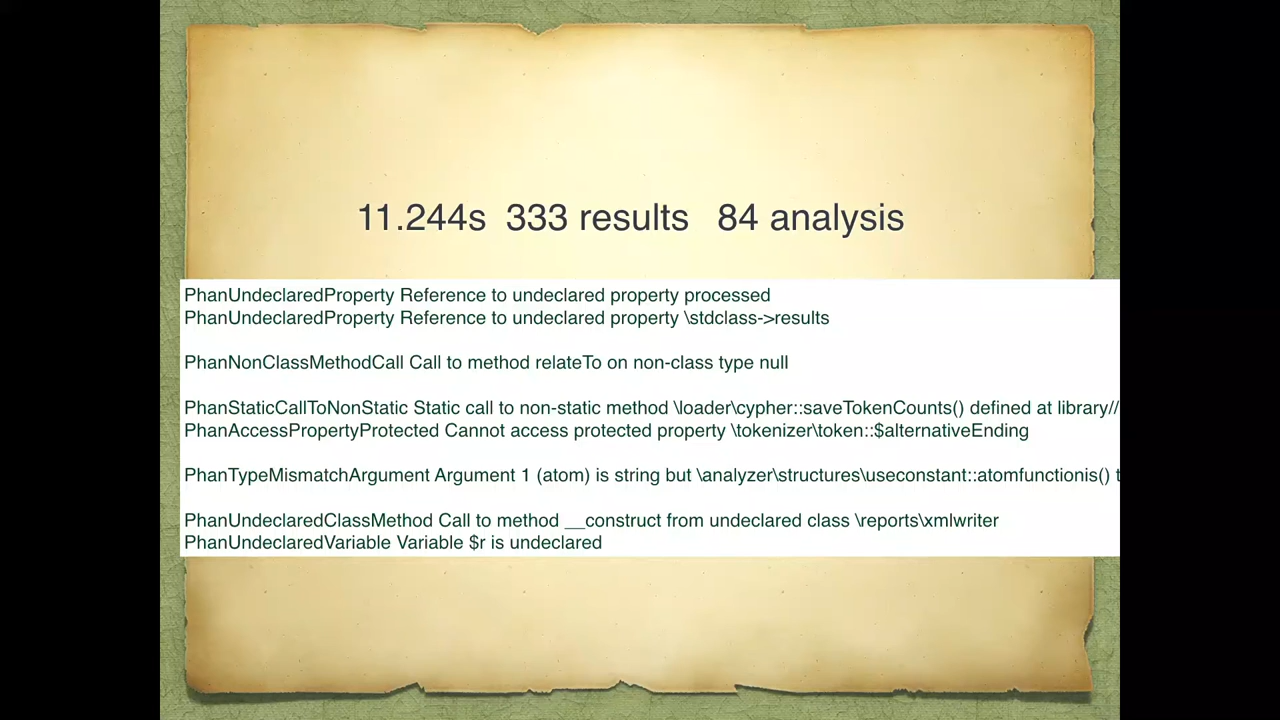 11.244s 333 results 84 analysis
PhanUndeclaredProperty Reference to undeclared property processed
PhanUndeclaredProperty Reference to undeclared property \stdclass->results
PhanNonClassMethodCall Call to method relateTo on non-class type null
PhanStaticCallToNonStatic Static call to non-static method \loader\cypher::saveTokenCounts() defined at library//
PhanAccessPropertyProtected Cannot access protected property \tokenizer\token::$alternativeEnding
PhanTypeMismatchArgument Argument 1 (atom) is string but \analyzer\structures\useconstant::atomfunctionis() t
PhanUndeclaredClassMethod Call to method __construct from undeclared class \reports\xmlwriter
PhanUndeclaredVariable Variable $r is undeclared